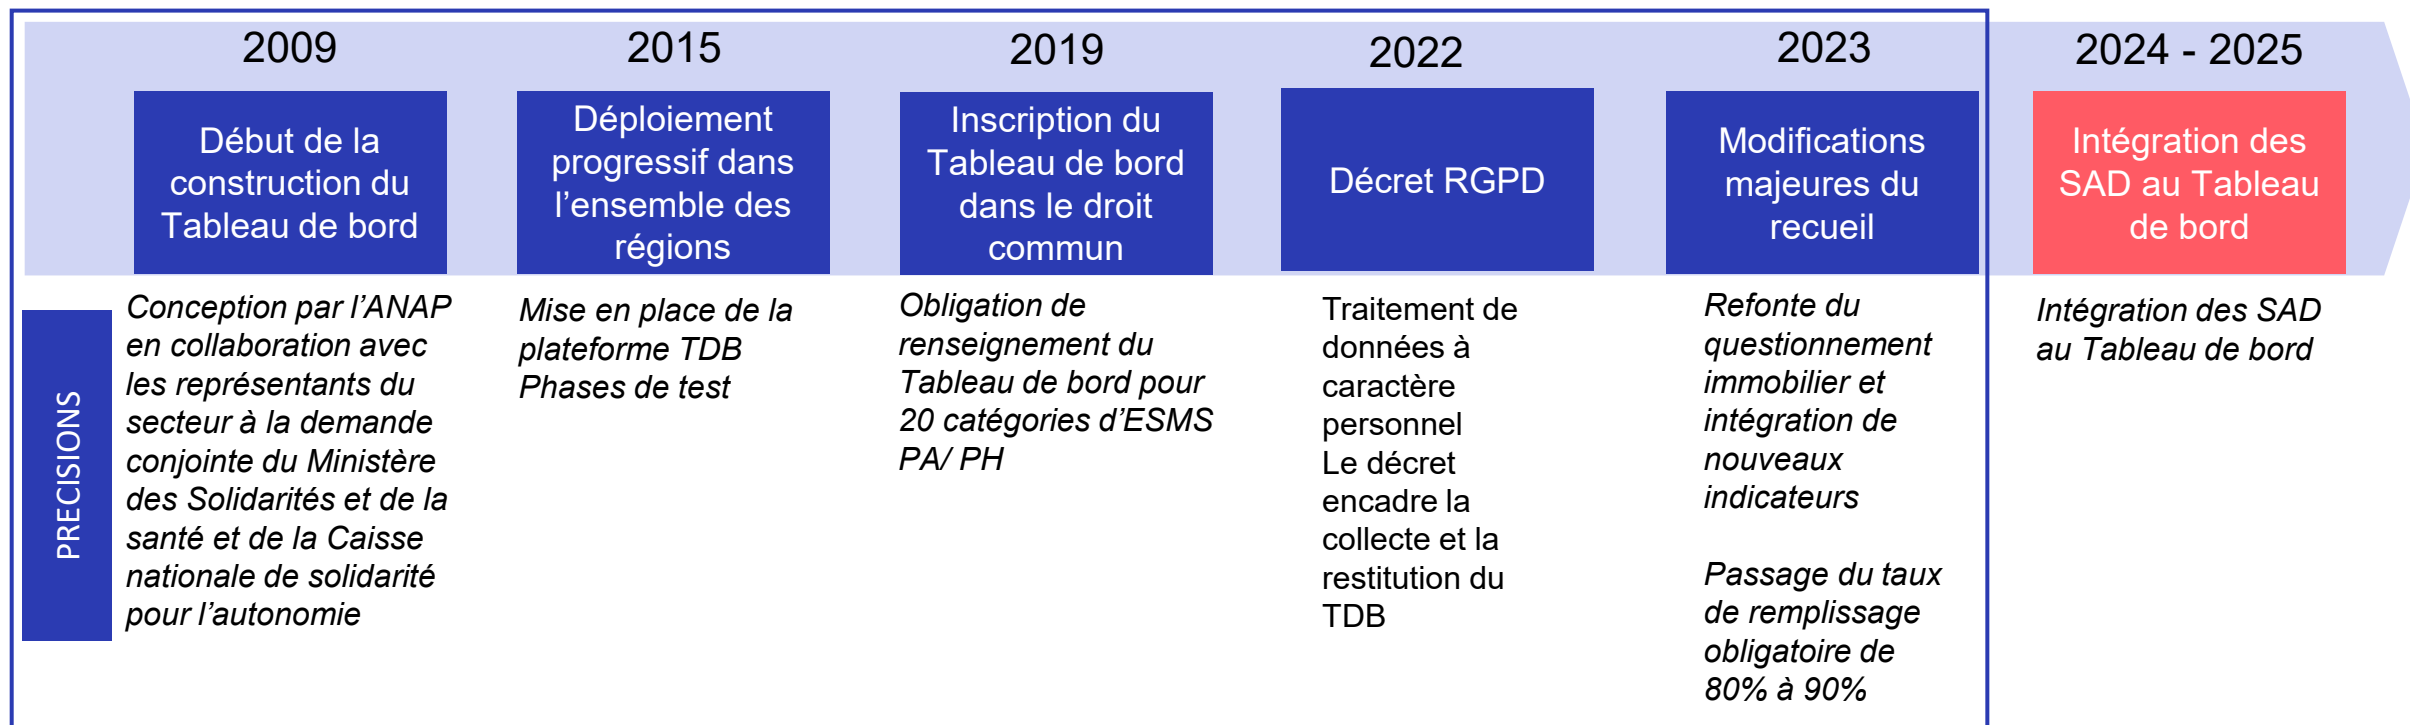 2009
Début de la
construction du
Tableau de bord
2015
Déploiement
progressif dans
l’ensemble des
régions
2019
Inscription du
Tableau de bord
dans le droit
commun
2022
Décret RGPD
2023
Modifications
majeures du
recueil
2024 - 2025
Intégration des
SAD au Tableau
de bord
PRECISIONS
Conception par l’ANAP
en collaboration avec
les représentants du
secteur à la demande
conjointe du Ministère
des Solidarités et de la
santé et de la Caisse
nationale de solidarité
pour l’autonomie
Mise en place de la
plateforme TDB
Phases de test
Obligation de
renseignement du
Tableau de bord pour
20 catégories d’ESMS
PA/ PH
Traitement de
données à
caractère
personnel
Le décret
encadre la
collecte et la
restitution du
TDB
Refonte du
questionnement
immobilier et
intégration de
nouveaux
indicateurs
Passage du taux
de remplissage
obligatoire de
80% à 90%
Intégration des SAD
au Tableau de bord